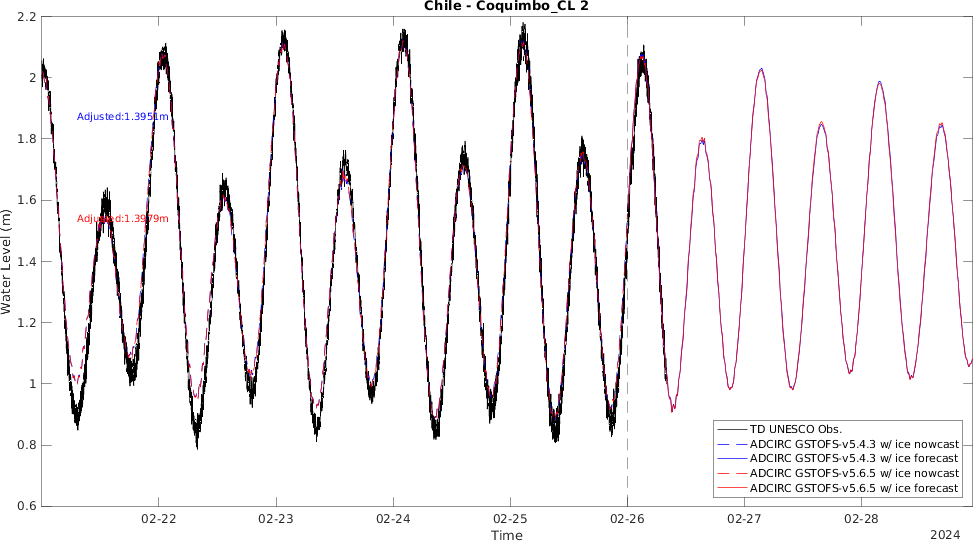 Chile - Coquimbo_CL 2
2.2
2
1.8
1.6
1.4
1.2
1
0.8
0.6
Water Level (m)
Adjusted:1.3951m
Adjusted:1.3979m
TD UNESCO Obs.
ADCIRC GSTOFS-v5.4.3 w/ ice nowcast
ADCIRC GSTOFS-v5.4.3 w/ ice forecast
ADCIRC GSTOFS-v5.6.5 w/ ice nowcast
ADCIRC GSTOFS-v5.6.5 w/ ice forecast
02-22 02-23 02-24 02-25 02-26 02-27 02-28
Time
2024